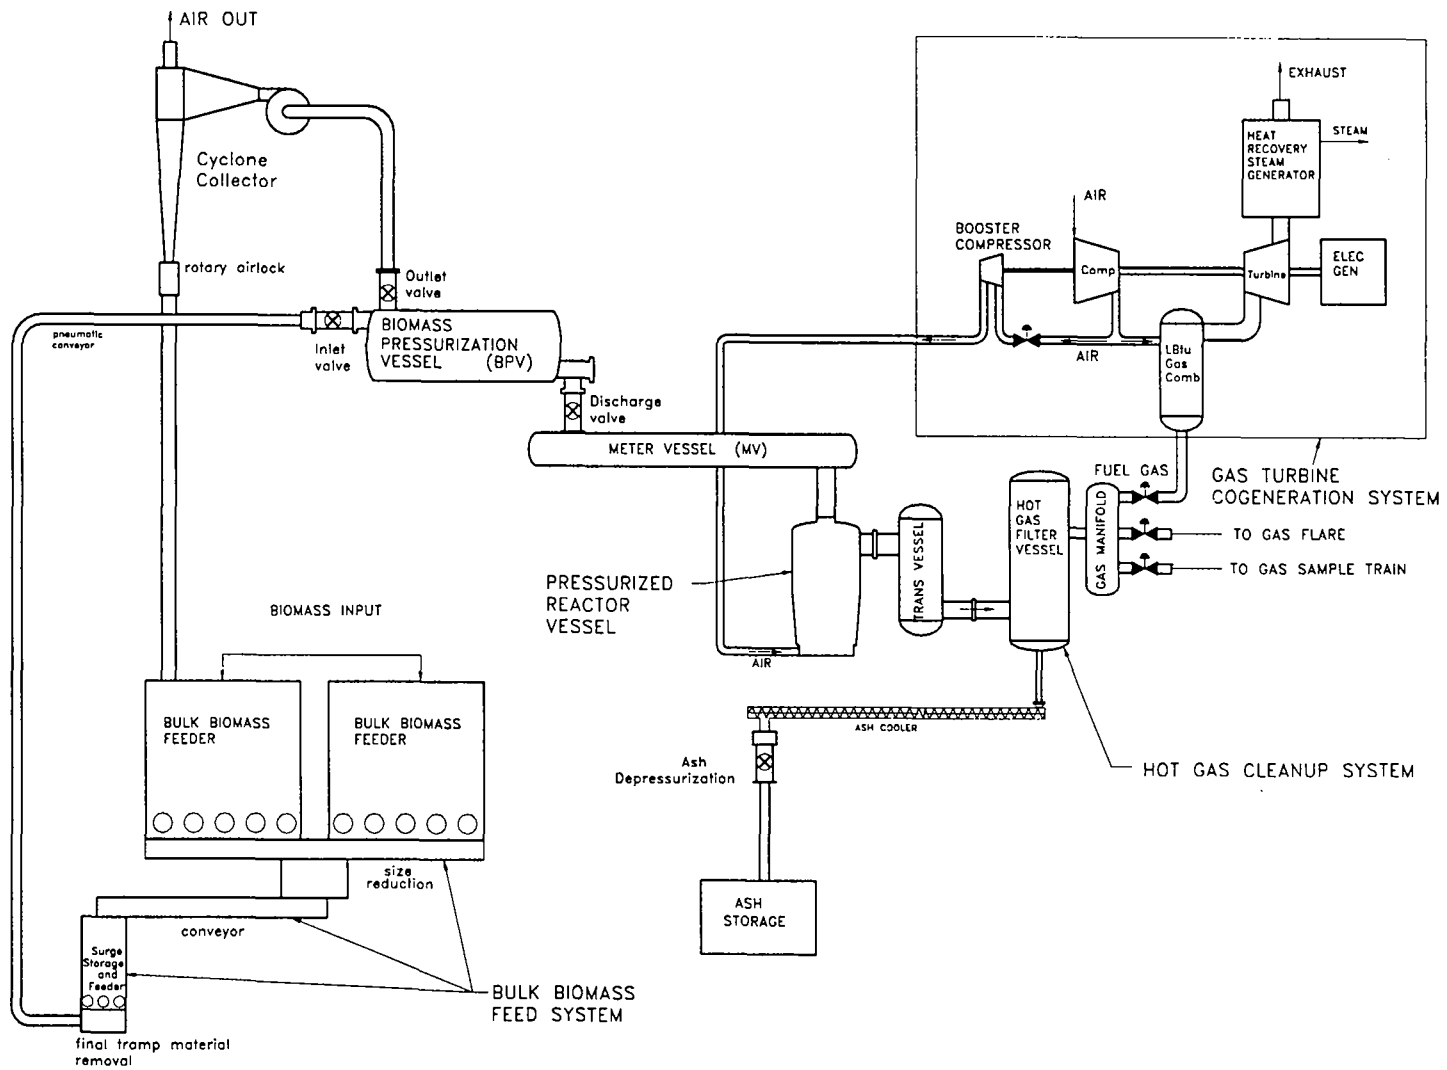 AIR OUT
Cyclone
Collector
rotary airlock
Outlet
valve
pneumatic
conveyor
Inlet
valve
BIOMASS
PRESSURIZATION
VESSEL (BPV)
Discharge
valve
METER VESSEL (MV)
EXHAUST
HEAT
RECOVERY
STEAM
GENERATOR
STEAM
AIR
BOOSTER
COMPRESSOR
Comp
Turbine
ELEC
GEN
AIR
LBtu
Gas
Comb
GAS TURBINE
COGENERATION SYSTEM
FUEL GAS
HOT
GAS
FILTER
VESSEL
GAS MANIFOLD
TO GAS FLARE
TO GAS SAMPLE TRAIN
TRANS VESSEL
PRESSURIZED
REACTOR
VESSEL
AIR
BIOMASS INPUT
BULK BIOMASS
FEEDER
BULK BIOMASS
FEEDER
ASH COOLER
Ash
Depressurization
HOT GAS CLEANUP SYSTEM
size
reduction
ASH
STORAGE
conveyor
Surge
Storage
and
Feeder
BULK BIOMASS
FEED SYSTEM
final tramp material
removal